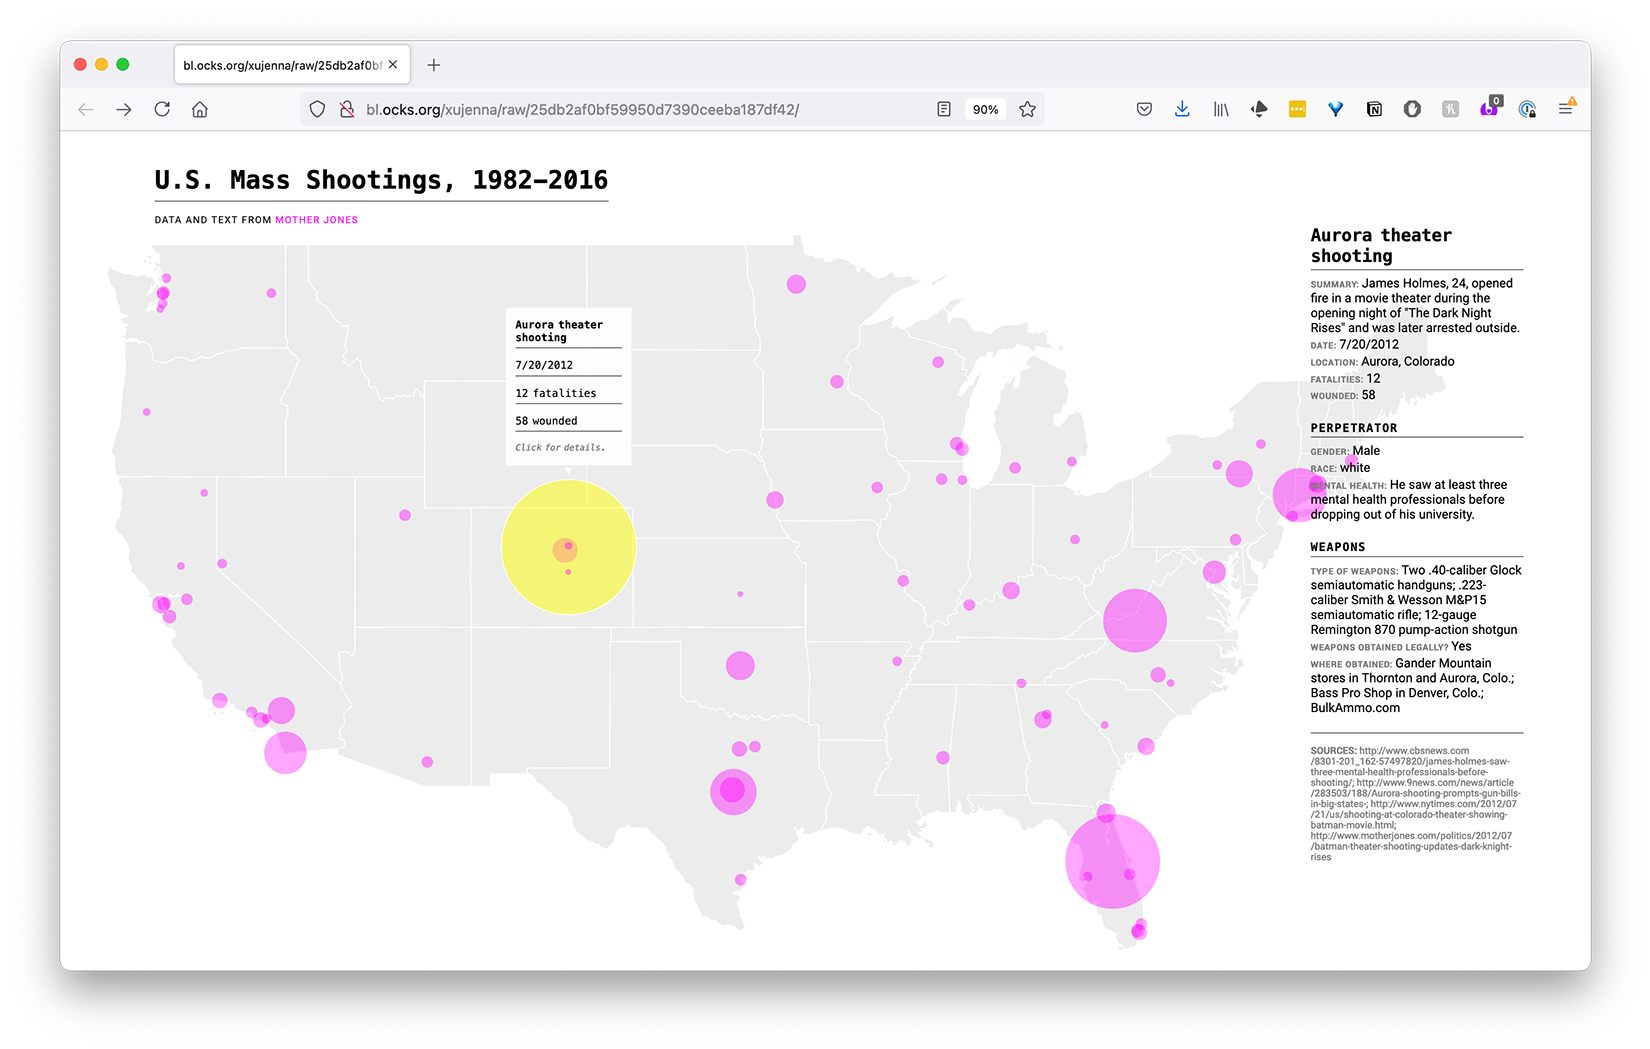 bl.ocks.org/xujenna/raw/25db2af0bf
bl.ocks.org/xujenna/raw/25db2af0bf59950d7390ceeba187df42/
90%
0
U.S. Mass Shootings, 1982–2016
DATA AND TEXT FROM MOTHER JONES
Aurora theater
shooting
7/20/2012
12 fatalities
58 wounded
Click for details.
Aurora theater
shooting
SUMMARY: James Holmes, 24, opened
fire in a movie theater during the
opening night of "The Dark Night
Rises" and was later arrested outside.
DATE: 7/20/2012
LOCATION: Aurora, Colorado
FATALITIES: 12
WOUNDED: 58
PERPETRATOR
GENDER: Male
RACE: white
MENTAL HEALTH: He saw at least three
mental health professionals before
dropping out of his university.
WEAPONS
TYPE OF WEAPONS: Two .40-caliber Glock
semiautomatic handguns; .223-
caliber Smith & Wesson M&P15
semiautomatic rifle; 12-gauge
Remington 870 pump-action shotgun
WEAPONS OBTAINED LEGALLY? Yes
WHERE OBTAINED: Gander Mountain
stores in Thornton and Aurora, Colo.;
Bass Pro Shop in Denver, Colo.;
BulkAmmo.com
SOURCES: http://www.cbsnews.com
/8301-201_162-57497820/james-holmes-saw-
three-mental-health-professionals-before-
shooting/; http://www.9news.com/news/article
/283503/188/Aurora-shooting-prompts-gun-bills-
in-big-states-; http://www.nytimes.com/2012/07
/21/us/shooting-at-colorado-theater-showing-
batman-movie.html;
http://www.motherjones.com/politics/2012/07
/batman-theater-shooting-updates-dark-knight-
rises